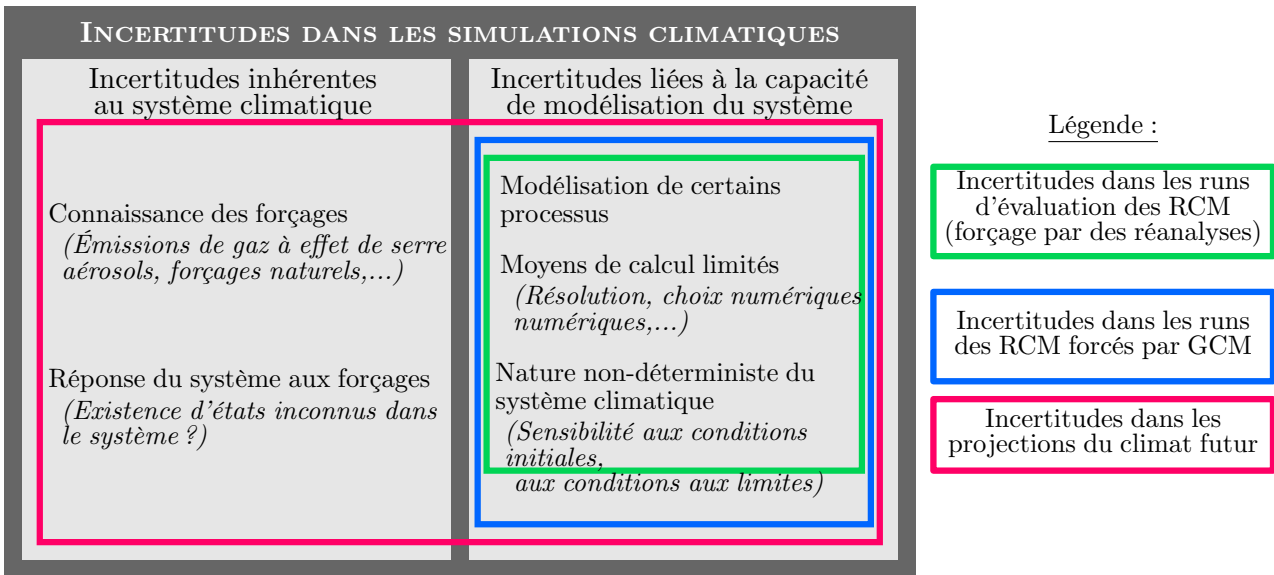 INCERTITUDES DANS LES SIMULATIONS CLIMATIQUES
Incertitudes inhérentes
au système climatique
Connaissance des forçages
(Émissions de gaz à effet de serre
aérosols, forçages naturels,...)
Réponse du système aux forçages
(Existence d'états inconnus dans
le système ?)
Incertitudes liées à la capacité
de modélisation du système
Modélisation de certains
processus
Moyens de calcul limités
(Résolution, choix numériques
numériques,...)
Nature non-déterministe du
système climatique
(Sensibilité aux conditions
initiales,
aux conditions aux limites)
Légende :
Incertitudes dans les runs
d'évaluation des RCM
(forçage par des réanalyses)
Incertitudes dans les runs
des RCM forcés par GCM
Incertitudes dans les
projections du climat futur